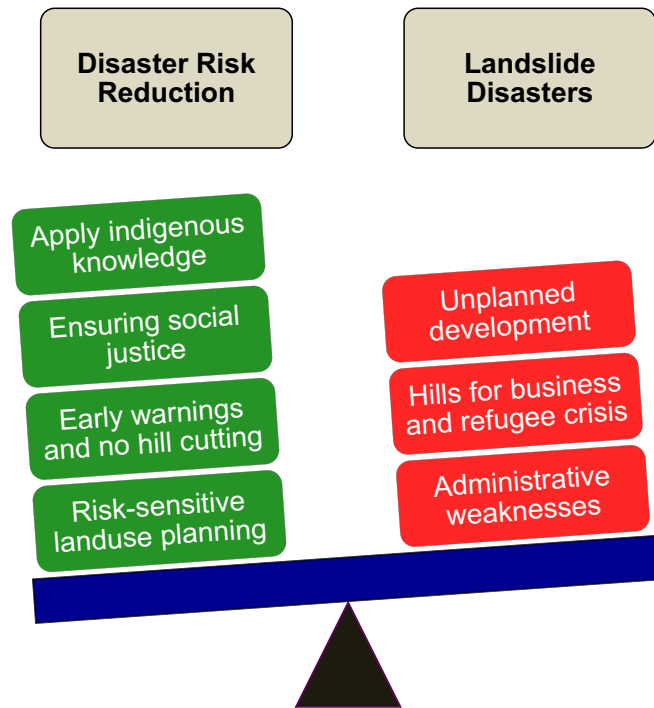 Disaster Risk
Reduction
Landslide
Disasters
Apply indigenous
knowledge
Ensuring social
justice
Early warnings
and no hill cutting
Risk-sensitive
landuse planning
Unplanned
development
Hills for business
and refugee crisis
Administrative
weaknesses